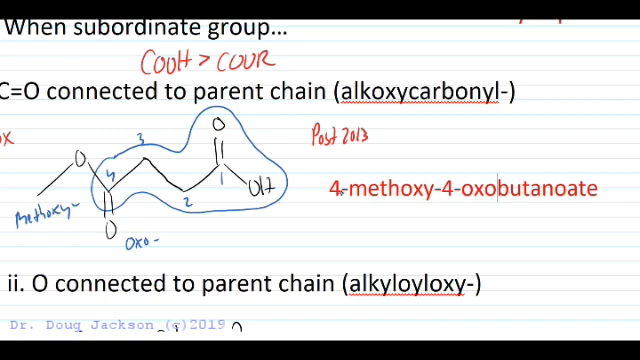 When subordinate group...
COOH > COOR
C=O connected to parent chain (alkoxycarbonyl-)
ox
Post 2013
O
3
O
4
1
OH
2
4-methoxy-4-oxobutanoate
Methoxy-
O
Oxo-
ii. O connected to parent chain (alkyloyloxy-)
Dr. Doug Jackson (c)2019